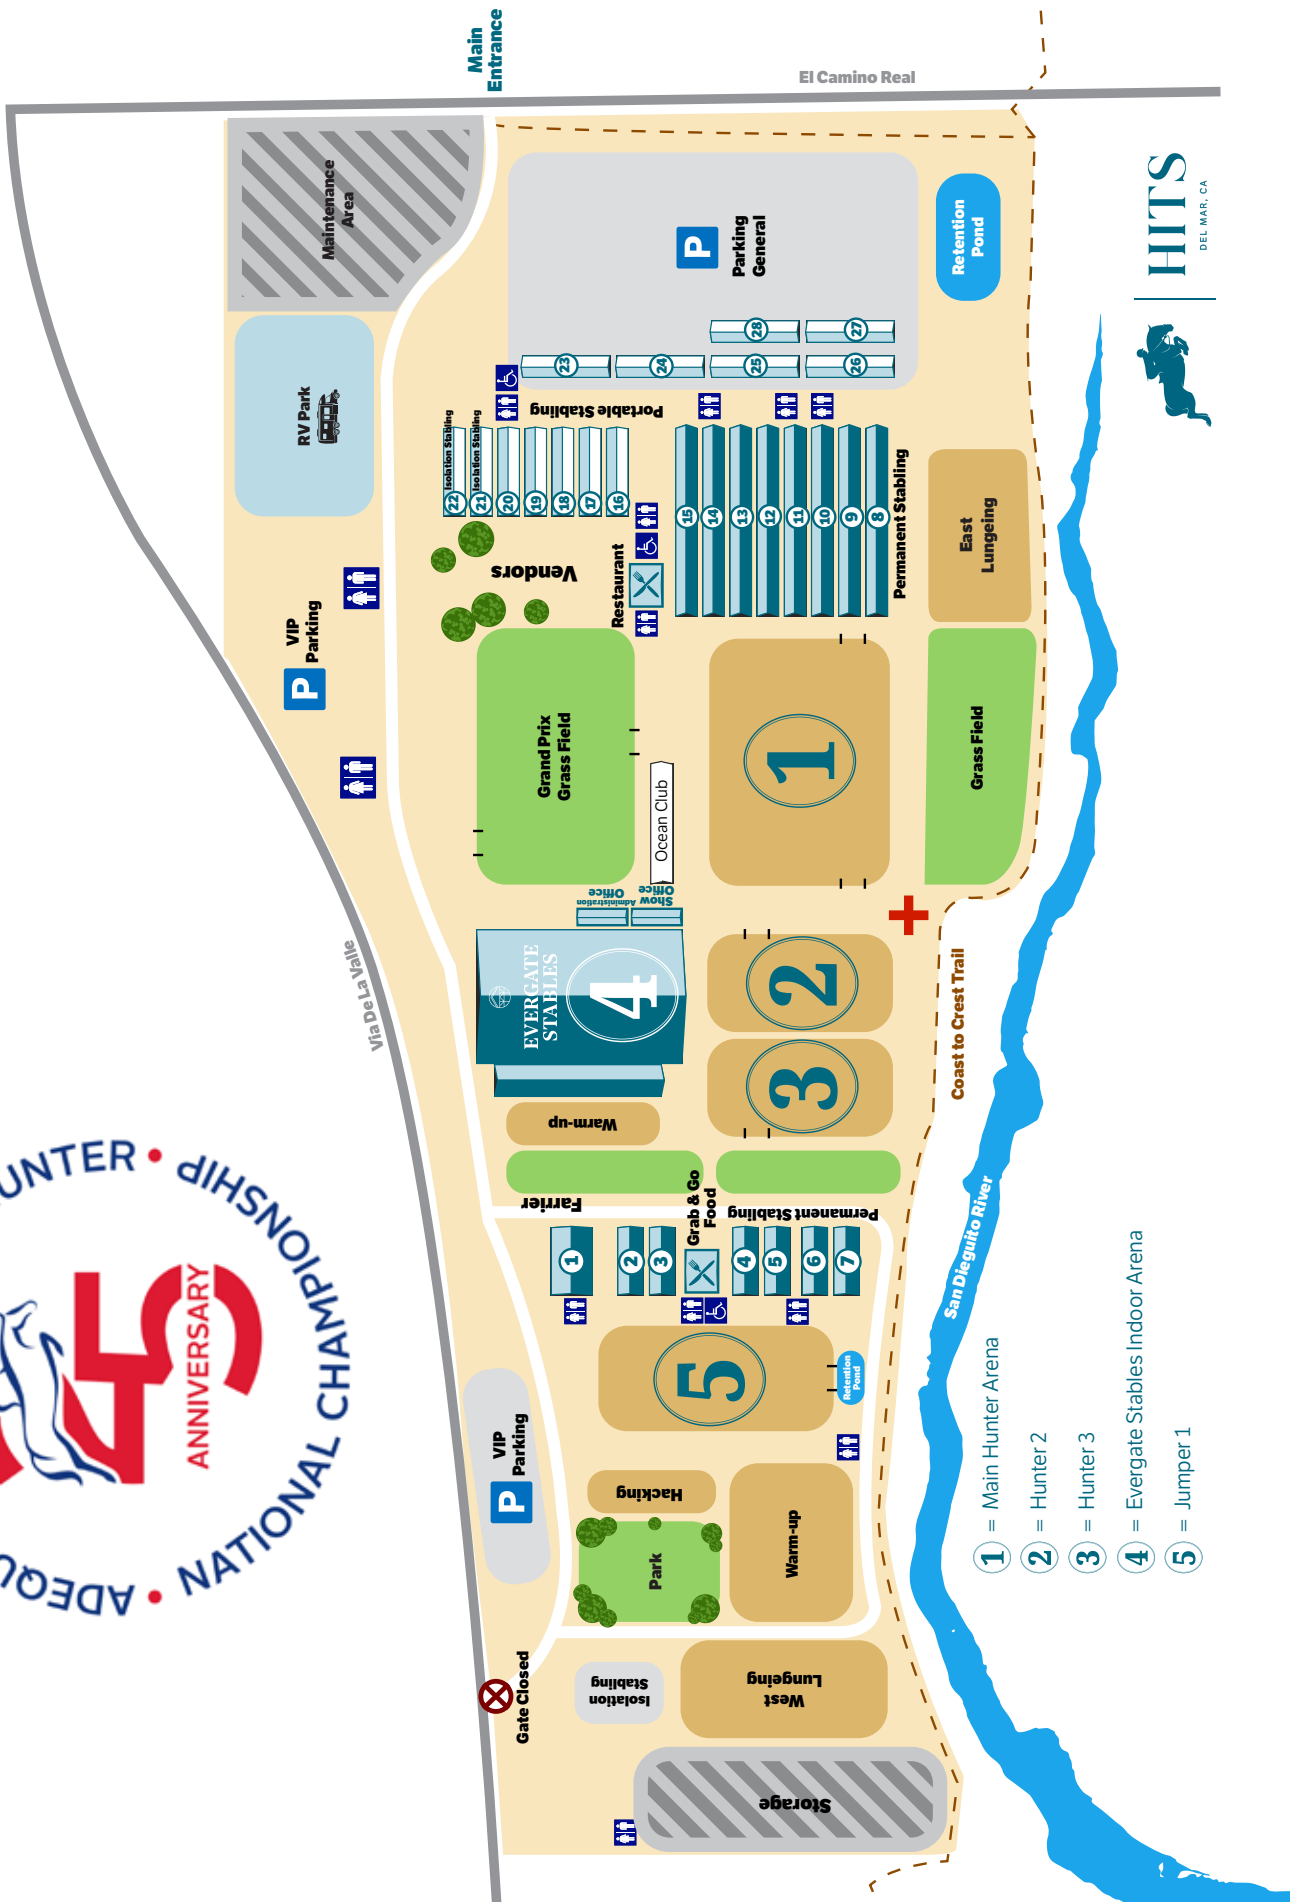 Main
Entrance
El Camino Real
Maintenance
Area
P
Parking
General
Retention
Pond
HITS
DEL MAR, CA
RV Park
28
27
23
24
25
26
Portable Stabling
Isolation Stabling
Isolation Stabling
22
21
20
19
18
17
16
15
14
13
12
11
10
9
8
Permanent Stabling
East
Lungeing
Vendors
Restaurant
VIP
Parking
P
Grand Prix
Grass Field
1
Grass Field
Ocean Club
Administration
Office
Show
Office
Via De La Valle
EVERGATE
STABLES
4
2
3
Coast to Crest Trail
Warm-up
Farrier
Grab & Go
Food
Permanent Stabling
1
2
3
4
5
6
7
San Dieguito River
5
Retention
Pond
VIP
Parking
P
Hacking
Park
Warm-up
Gate Closed
Isolation
Stabling
West
Lungeing
Storage
1 = Main Hunter Arena
2 = Hunter 2
3 = Hunter 3
4 = Evergate Stables Indoor Arena
5 = Jumper 1
UNTER • NATIONAL CHAMPIONSHIP • ADEQU
45
ANNIVERSARY